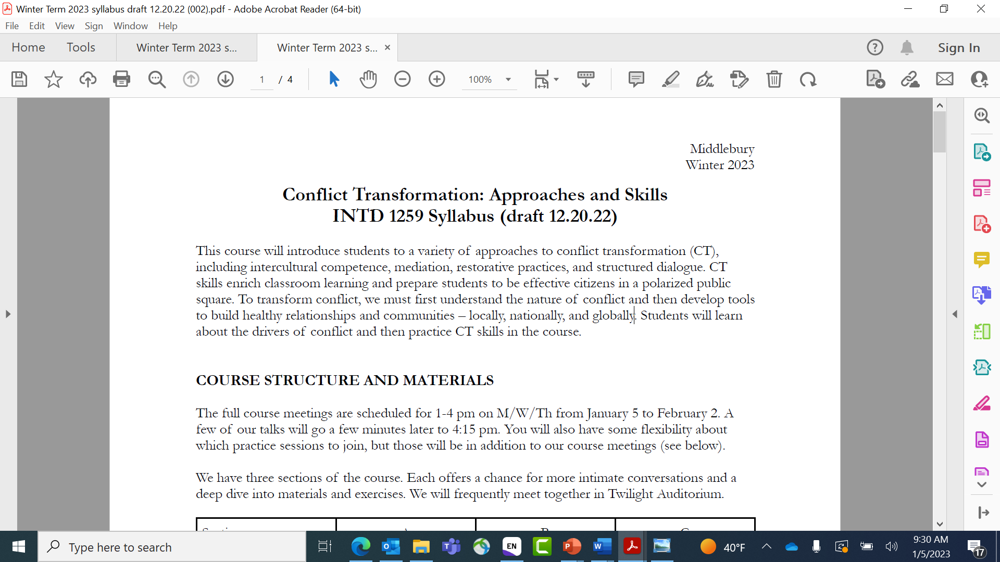 Winter Term 2023 syllabus draft 12.20.22 (002).pdf - Adobe Acrobat Reader (64-bit)
File Edit View Sign Window Help
Home Tools Winter Term 2023 s... Winter Term 2023 s... × Sign In
1 / 4 100%
Middlebury
Winter 2023
Conflict Transformation: Approaches and Skills
INTD 1259 Syllabus (draft 12.20.22)
This course will introduce students to a variety of approaches to conflict transformation (CT),
including intercultural competence, mediation, restorative practices, and structured dialogue. CT
skills enrich classroom learning and prepare students to be effective citizens in a polarized public
square. To transform conflict, we must first understand the nature of conflict and then develop tools
to build healthy relationships and communities – locally, nationally, and globally. Students will learn
about the drivers of conflict and then practice CT skills in the course.
COURSE STRUCTURE AND MATERIALS
The full course meetings are scheduled for 1-4 pm on M/W/Th from January 5 to February 2. A
few of our talks will go a few minutes later to 4:15 pm. You will also have some flexibility about
which practice sessions to join, but those will be in addition to our course meetings (see below).
We have three sections of the course. Each offers a chance for more intimate conversations and a
deep dive into materials and exercises. We will frequently meet together in Twilight Auditorium.
Type here to search
EN
40°F
9:30 AM
1/5/2023
17